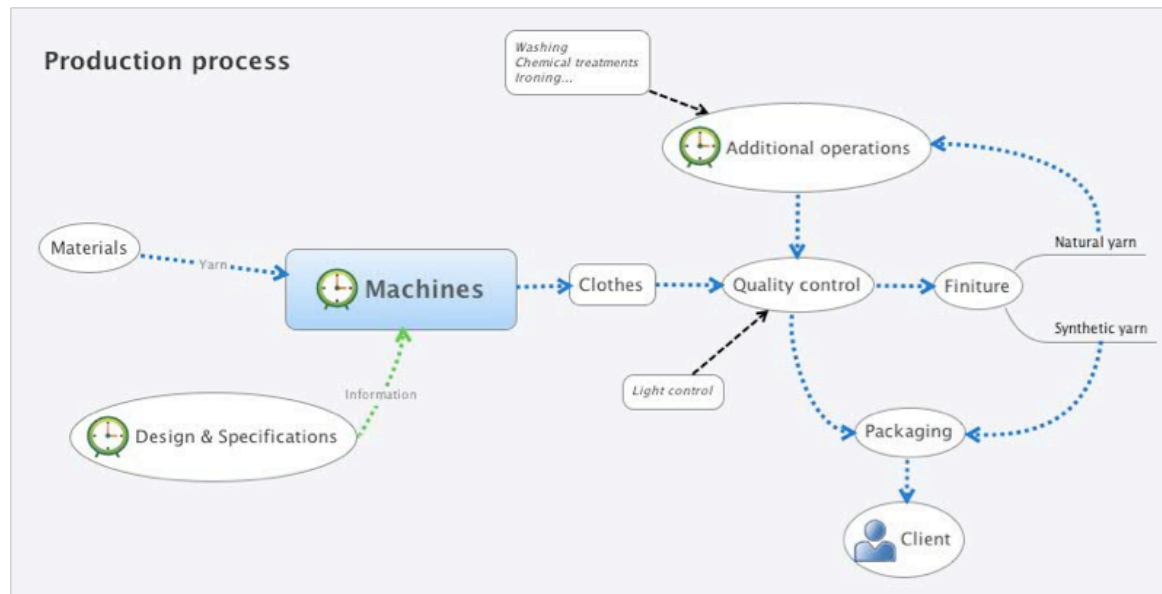 Production process
Washing
Chemical treatments
Ironing...
Additional operations
Materials
Yarn
Machines
Clothes
Quality control
Finiture
Natural yarn
Synthetic yarn
Light control
Information
Design & Specifications
Packaging
Client